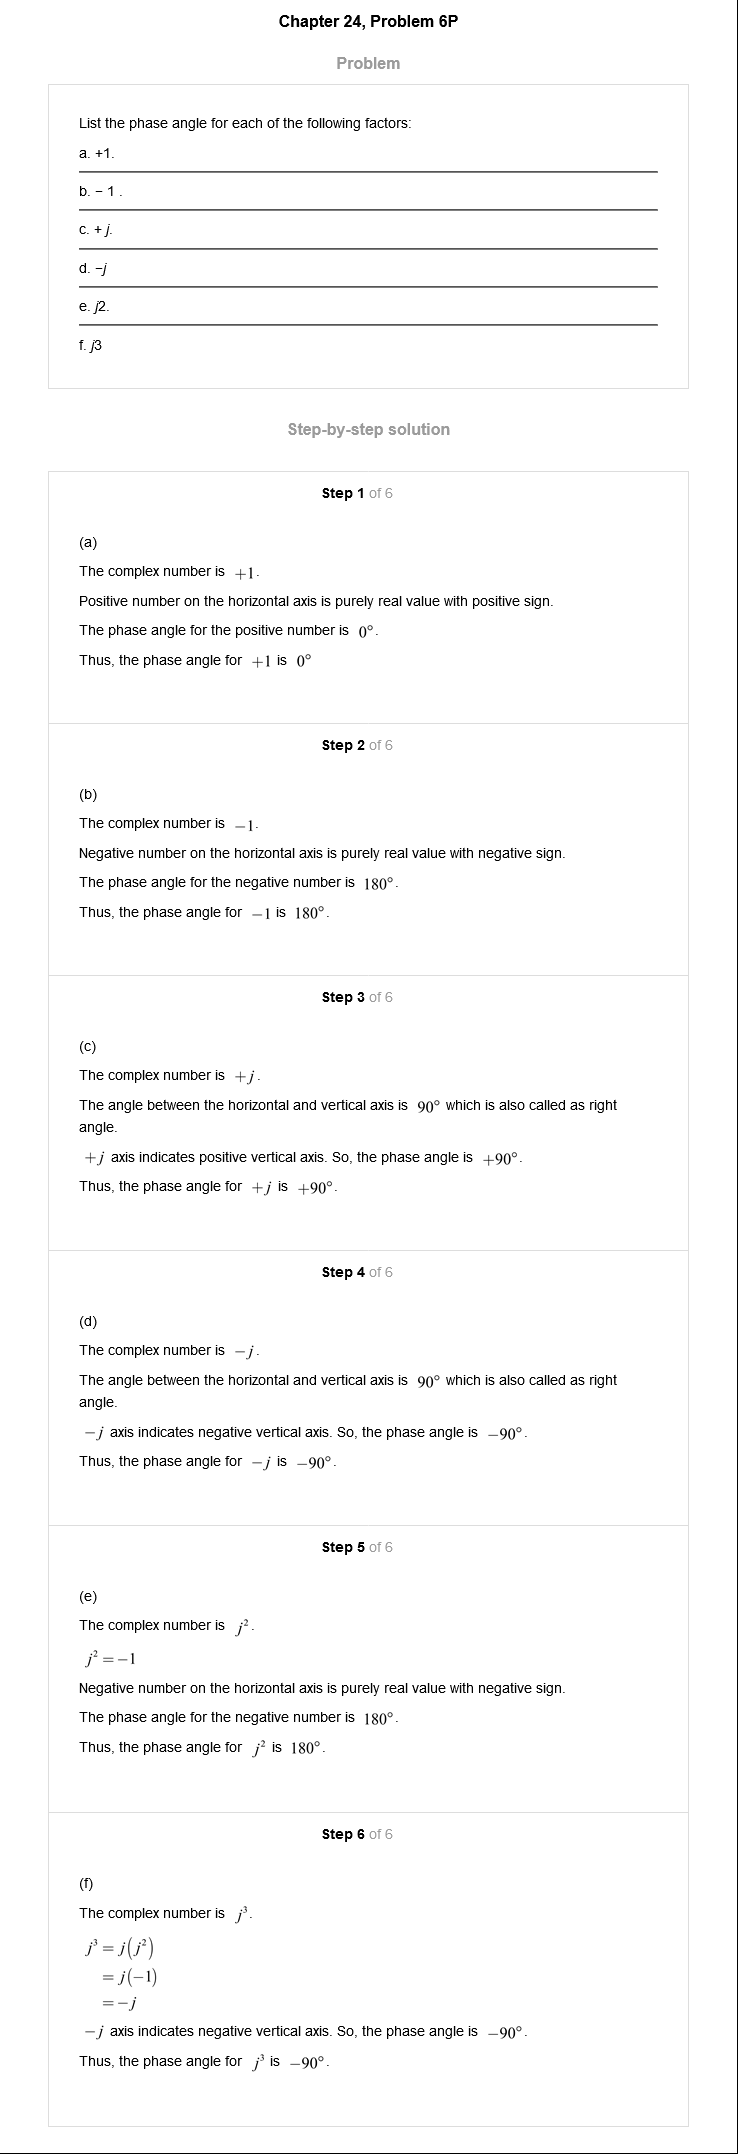 Chapter 24, Problem 6P
Problem
List the phase angle for each of the following factors:
a. +1.
b. − 1 .
c. + j.
d. −j
e. j2.
f. j3
Step-by-step solution
Step 1 of 6
(a)
The complex number is +1.
Positive number on the horizontal axis is purely real value with positive sign.
The phase angle for the positive number is 0°.
Thus, the phase angle for +1 is 0°
Step 2 of 6
(b)
The complex number is −1.
Negative number on the horizontal axis is purely real value with negative sign.
The phase angle for the negative number is 180°.
Thus, the phase angle for −1 is 180°.
Step 3 of 6
(c)
The complex number is +j.
The angle between the horizontal and vertical axis is 90° which is also called as right
angle.
+j axis indicates positive vertical axis. So, the phase angle is +90°.
Thus, the phase angle for +j is +90°.
Step 4 of 6
(d)
The complex number is −j.
The angle between the horizontal and vertical axis is 90° which is also called as right
angle.
−j axis indicates negative vertical axis. So, the phase angle is −90°.
Thus, the phase angle for −j is −90°.
Step 5 of 6
(e)
The complex number is j².
j² = −1
Negative number on the horizontal axis is purely real value with negative sign.
The phase angle for the negative number is 180°.
Thus, the phase angle for j² is 180°.
Step 6 of 6
(f)
The complex number is j³.
j³ = j(j²)
= j(−1)
= −j
−j axis indicates negative vertical axis. So, the phase angle is −90°.
Thus, the phase angle for j³ is −90°.